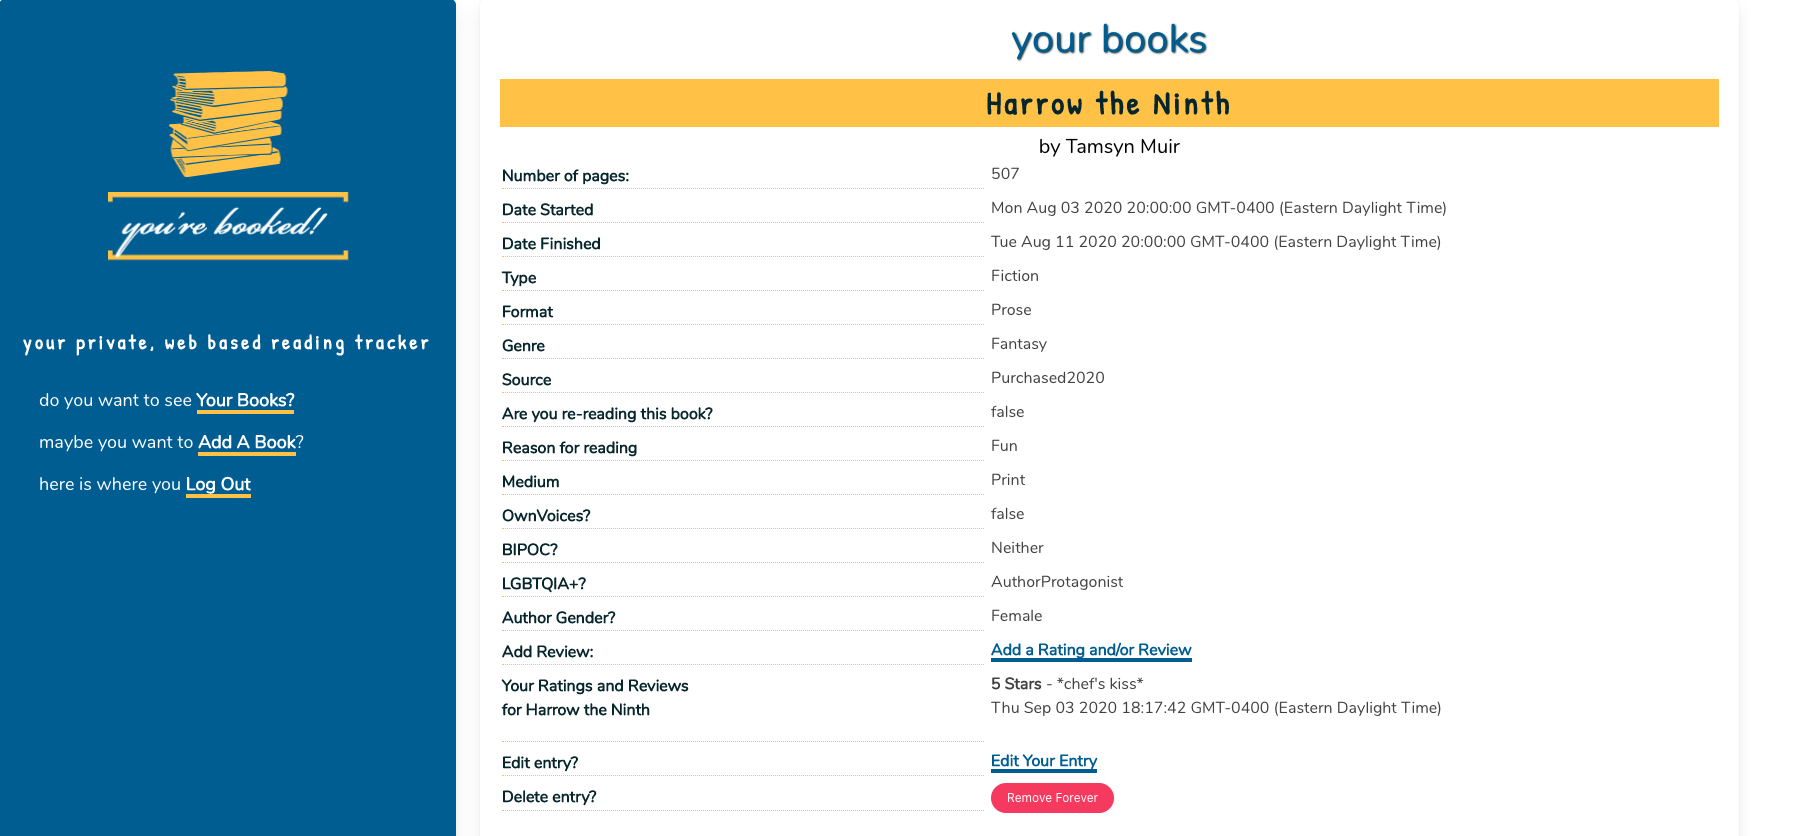 you're booked!
your private, web based reading tracker
do you want to see Your Books?
maybe you want to Add A Book?
here is where you Log Out
your books
Harrow the Ninth
by Tamsyn Muir
Number of pages: 507
Date Started Mon Aug 03 2020 20:00:00 GMT-0400 (Eastern Daylight Time)
Date Finished Tue Aug 11 2020 20:00:00 GMT-0400 (Eastern Daylight Time)
Type Fiction
Format Prose
Genre Fantasy
Source Purchased2020
Are you re-reading this book? false
Reason for reading Fun
Medium Print
OwnVoices? false
BIPOC? Neither
LGBTQIA+? AuthorProtagonist
Author Gender? Female
Add Review: Add a Rating and/or Review
Your Ratings and Reviews 5 Stars - *chef's kiss*
for Harrow the Ninth Thu Sep 03 2020 18:17:42 GMT-0400 (Eastern Daylight Time)
Edit entry? Edit Your Entry
Delete entry? Remove Forever